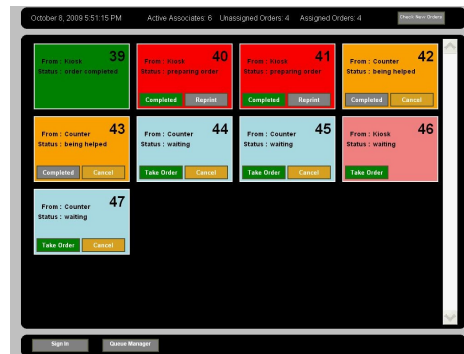 October 8, 2009 5:51:15 PM Active Associates: 6 Unassigned Orders: 4 Assigned Orders: 4 Check New Orders
39
From : Kiosk
Status : order completed
40
From : Kiosk
Status : preparing order
Completed Reprint
41
From : Kiosk
Status : preparing order
Completed Reprint
42
From : Counter
Status : being helped
Completed Cancel
43
From : Counter
Status : being helped
Completed Cancel
44
From : Counter
Status : waiting
Take Order Cancel
45
From : Counter
Status : waiting
Take Order Cancel
46
From : Kiosk
Status : waiting
Take Order
47
From : Counter
Status : waiting
Take Order Cancel
Sign In Queue Manager